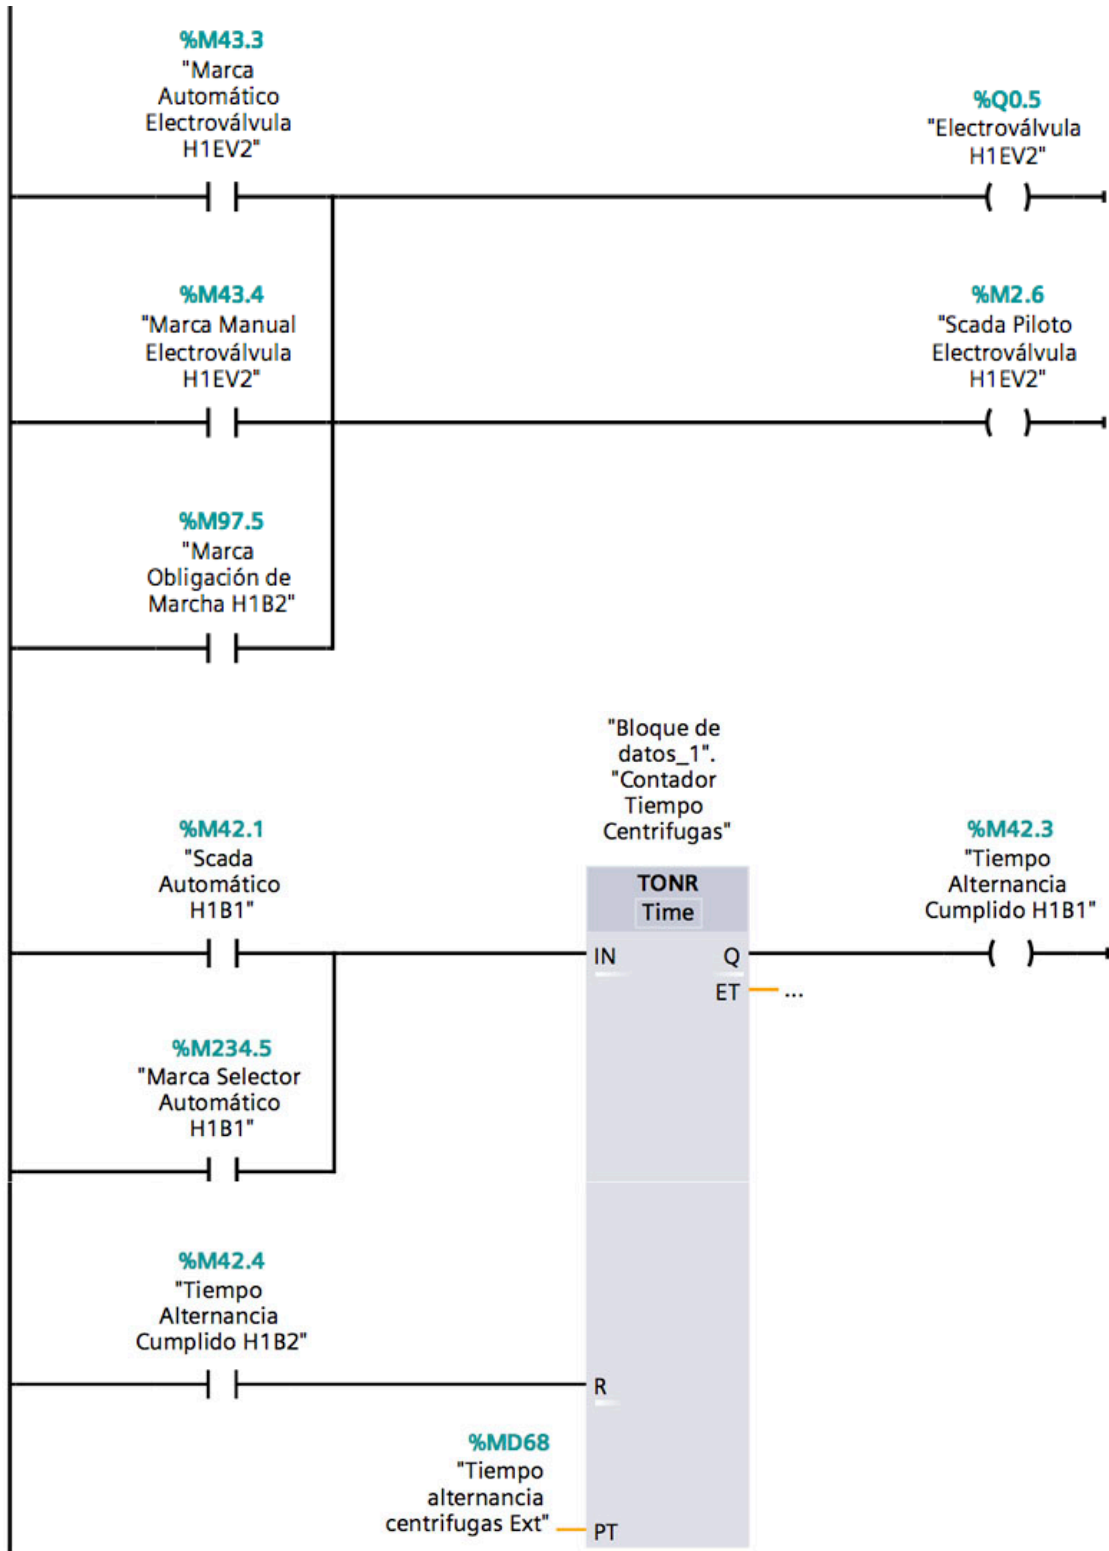 %M43.3
"Marca
Automático
Electroválvula
H1EV2"
%Q0.5
"Electroválvula
H1EV2"
%M43.4
"Marca Manual
Electroválvula
H1EV2"
%M2.6
"Scada Piloto
Electroválvula
H1EV2"
%M97.5
"Marca
Obligación de
Marcha H1B2"
"Bloque de
datos_1".
"Contador
Tiempo
Centrifugas"
%M42.1
"Scada
Automático
H1B1"
TONR
Time
IN
Q
ET
...
%M42.3
"Tiempo
Alternancia
Cumplido H1B1"
%M234.5
"Marca Selector
Automático
H1B1"
%M42.4
"Tiempo
Alternancia
Cumplido H1B2"
R
%MD68
"Tiempo
alternancia
centrifugas Ext"
PT